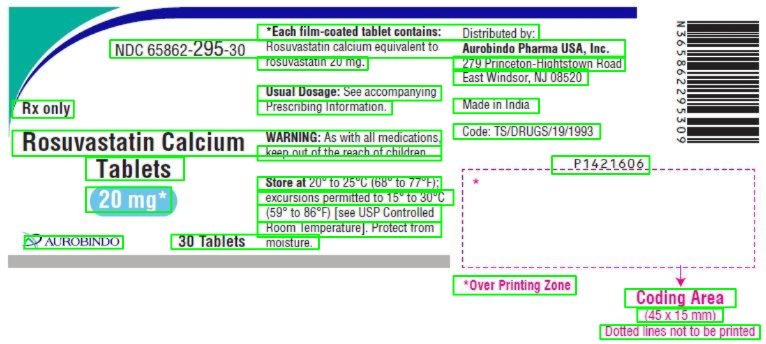 NDC 65862-295-30
Rx only
Rosuvastatin Calcium
Tablets
20 mg*
AUROBINDO
30 Tablets
*Each film-coated tablet contains:
Rosuvastatin calcium equivalent to
rosuvastatin 20 mg.
Usual Dosage: See accompanying
Prescribing Information.
WARNING: As with all medications,
keep out of the reach of children.
Store at 20° to 25°C (68° to 77°F);
excursions permitted to 15° to 30°C
(59° to 86°F) [see USP Controlled
Room Temperature]. Protect from
moisture.
Distributed by:
Aurobindo Pharma USA, Inc.
279 Princeton-Hightstown Road
East Windsor, NJ 08520
Made in India
Code: TS/DRUGS/19/1993
N365862295309
P1421606
*
*Over Printing Zone
Coding Area
(45 x 15 mm)
Dotted lines not to be printed